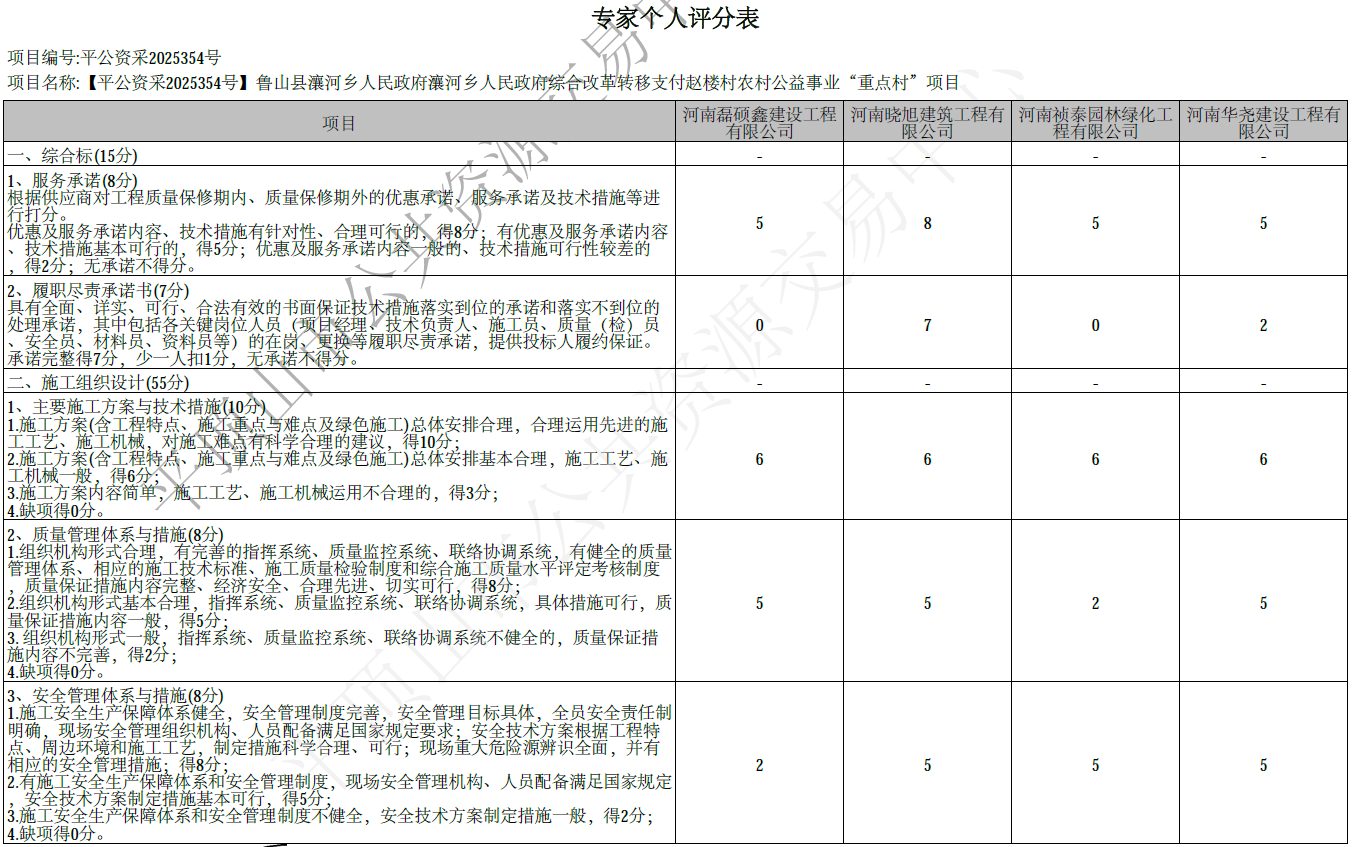 专家个人评分表
项目编号:平公资采2025354号
项目名称:【平公资采2025354号】鲁山县瀼河乡人民政府瀼河乡人民政府综合改革转移支付赵楼村农村公益事业“重点村”项目
项目
河南磊硕鑫建设工程
有限公司
河南晓旭建筑工程有
限公司
河南祯泰园林绿化工
程有限公司
河南华尧建设工程有
限公司
一、综合标(15分)
-
-
-
-
1、服务承诺(8分)
根据供应商对工程质量保修期内、质量保修期外的优惠承诺、服务承诺及技术措施等进
行打分。
优惠及服务承诺内容、技术措施有针对性、合理可行的，得8分；有优惠及服务承诺内容
、技术措施基本可行的，得5分；优惠及服务承诺内容一般的、技术措施可行性较差的
，得2分；无承诺不得分。
5
8
5
5
2、履职尽责承诺书(7分)
具有全面、详实、可行、合法有效的书面保证技术措施落实到位的承诺和落实不到位的
处理承诺，其中包括各关键岗位人员（项目经理、技术负责人、施工员、质量（检）员
、安全员、材料员、资料员等）的在岗、更换等履职尽责承诺，提供投标人履约保证。
承诺完整得7分，少一人扣1分，无承诺不得分。
0
7
0
2
二、施工组织设计(55分)
-
-
-
-
1、主要施工方案与技术措施(10分)
1.施工方案(含工程特点、施工重点与难点及绿色施工)总体安排合理，合理运用先进的施
工工艺、施工机械，对施工难点有科学合理的建议，得10分；
2.施工方案(含工程特点、施工重点与难点及绿色施工)总体安排基本合理，施工工艺、施
工机械一般，得6分；
3.施工方案内容简单，施工工艺、施工机械运用不合理的，得3分；
4.缺项得0分。
6
6
6
6
2、质量管理体系与措施(8分)
1.组织机构形式合理，有完善的指挥系统、质量监控系统、联络协调系统，有健全的质量
管理体系、相应的施工技术标准、施工质量检验制度和综合施工质量水平评定考核制度
，质量保证措施内容完整、经济安全、合理先进、切实可行，得8分；
2.组织机构形式基本合理，指挥系统、质量监控系统、联络协调系统，具体措施可行，质
量保证措施内容一般，得5分；
3. 组织机构形式一般，指挥系统、质量监控系统、联络协调系统不健全的，质量保证措
施内容不完善，得2分；
4.缺项得0分。
5
5
2
5
3、安全管理体系与措施(8分)
1.施工安全生产保障体系健全，安全管理制度完善，安全管理目标具体，全员安全责任制
明确，现场安全管理组织机构、人员配备满足国家规定要求；安全技术方案根据工程特
点、周边环境和施工工艺，制定措施科学合理、可行；现场重大危险源辨识全面，并有
相应的安全管理措施；得8分；
2.有施工安全生产保障体系和安全管理制度，现场安全管理机构、人员配备满足国家规定
，安全技术方案制定措施基本可行，得5分；
3.施工安全生产保障体系和安全管理制度不健全，安全技术方案制定措施一般，得2分；
4.缺项得0分。
2
5
5
5
平顶山市公共资源交易中
平顶山市公共资源交易中心